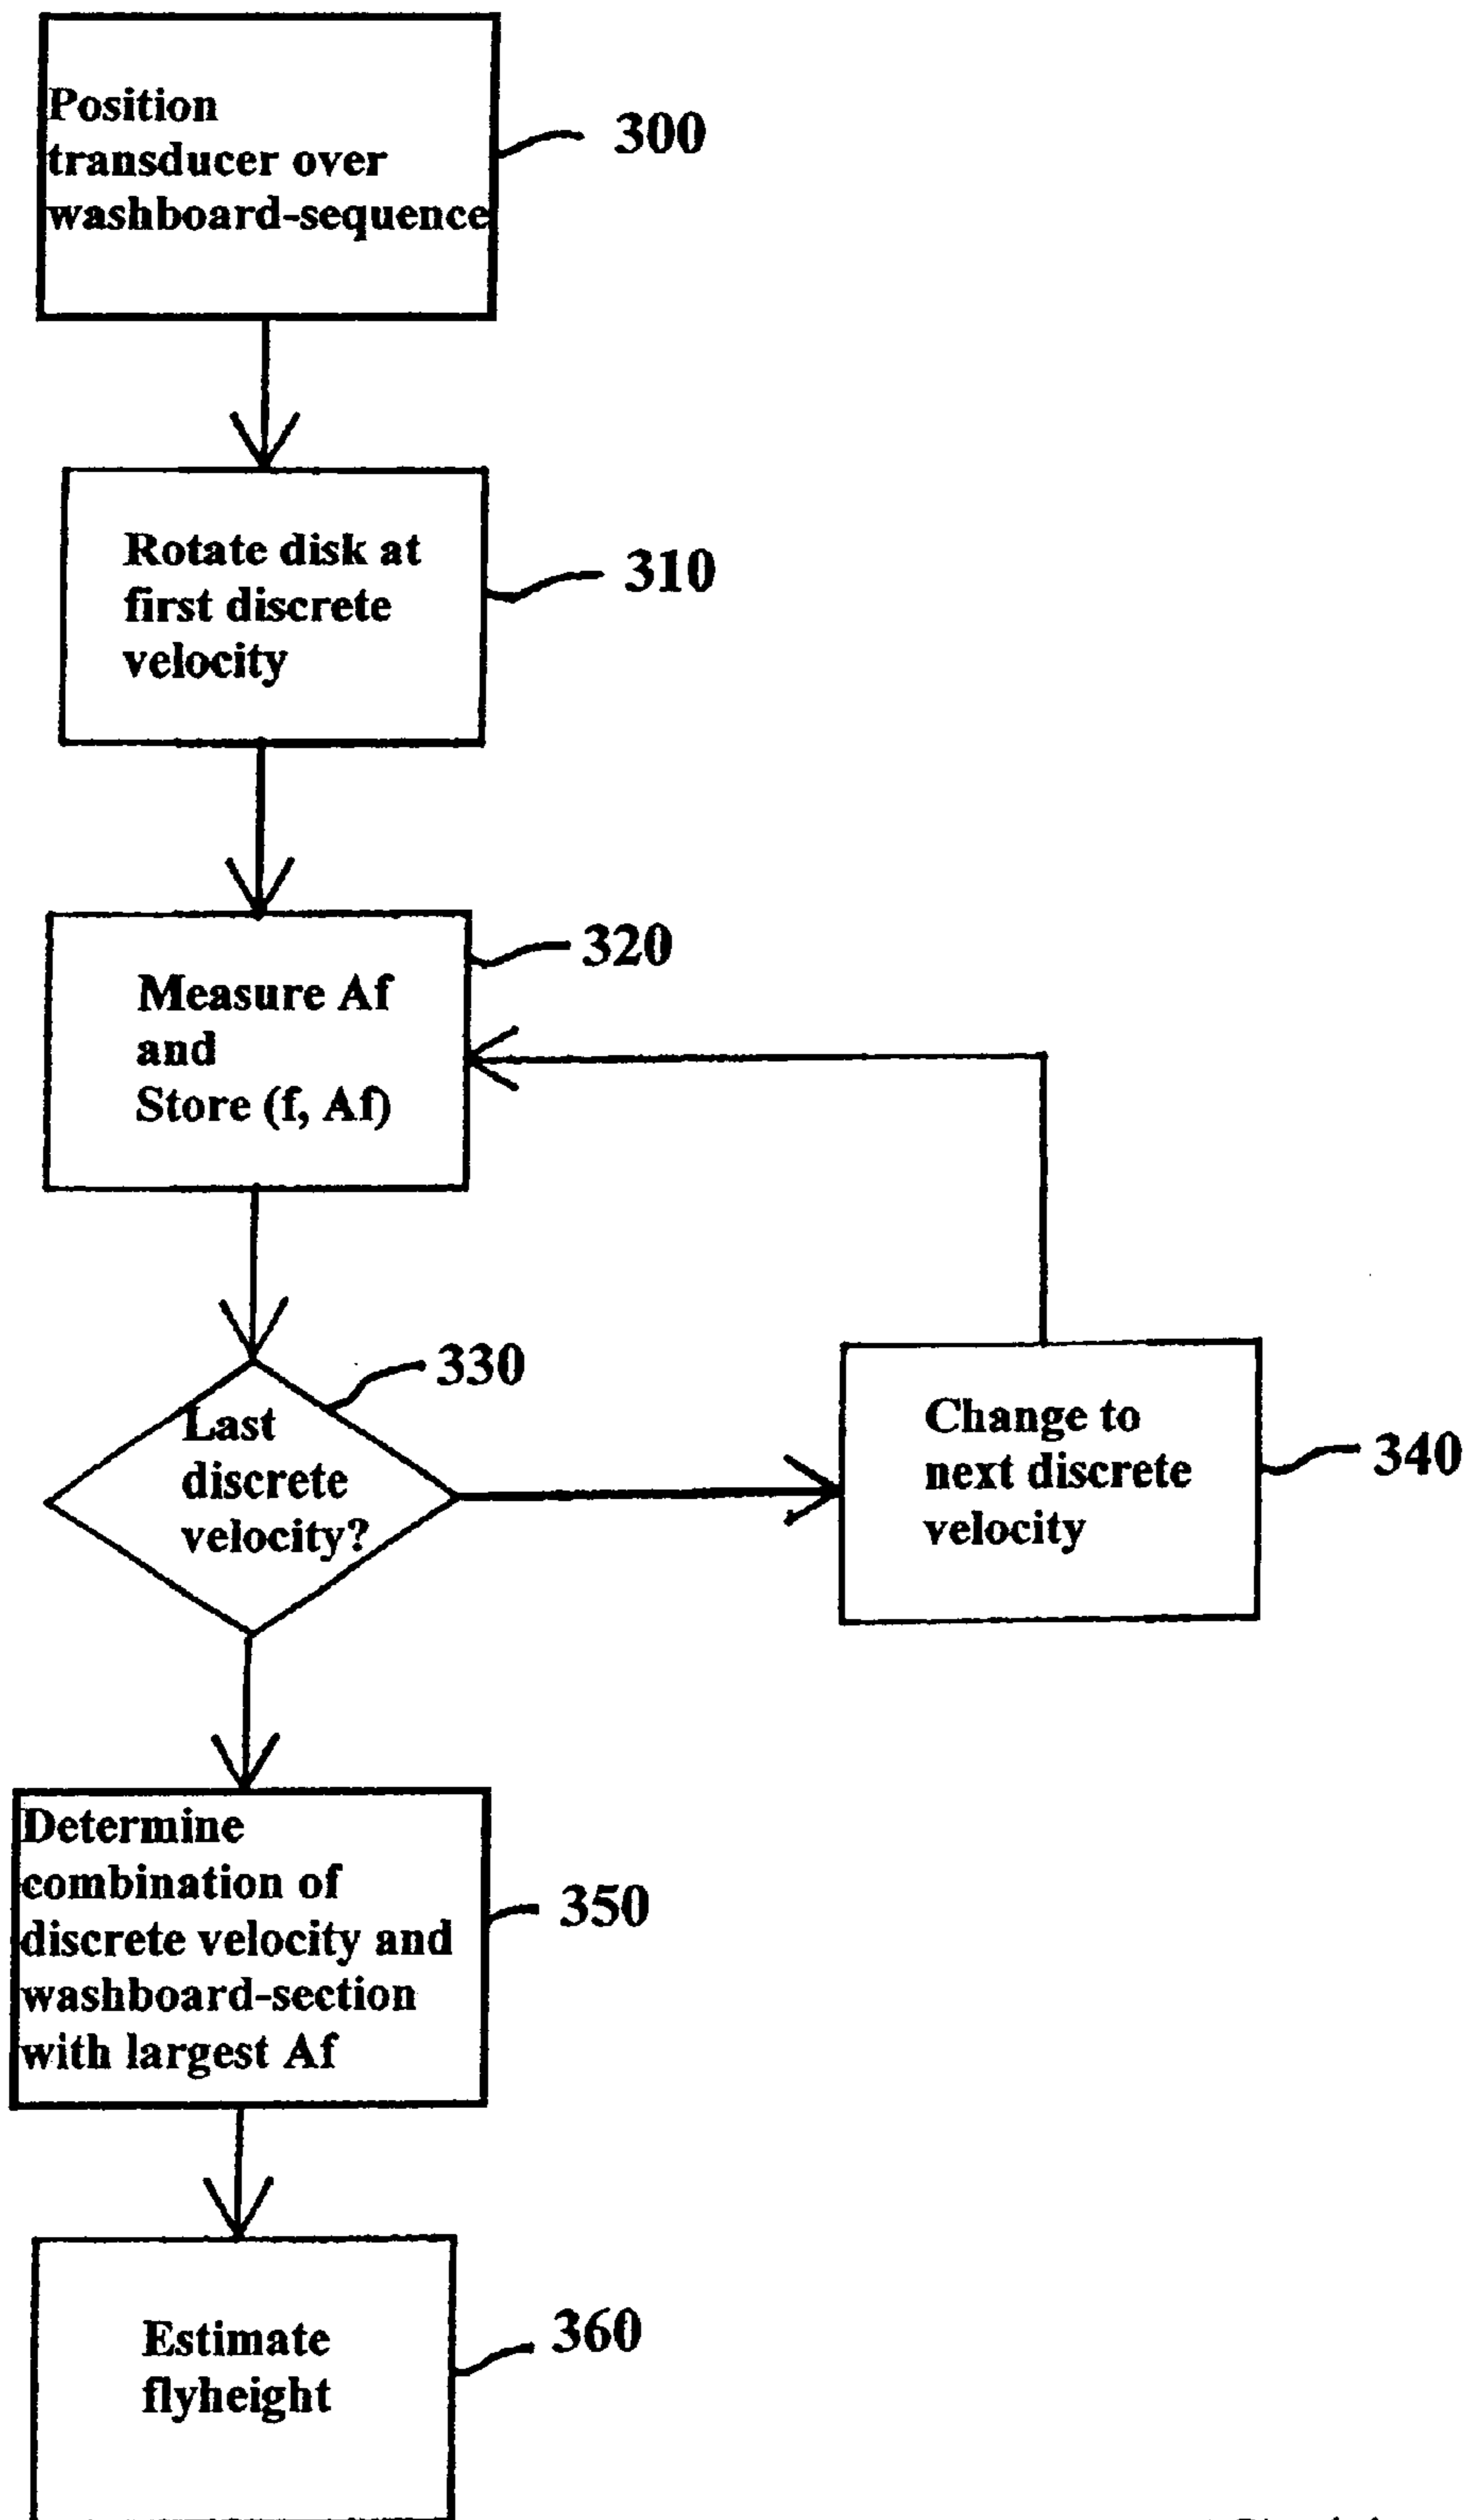 Position
transducer over
washboard-sequence
300
Rotate disk at
first discrete
velocity
310
320
Measure Af
and
Store (f, Af)
330
Last
discrete
velocity?
Change to
next discrete
velocity
340
Determine
combination of
discrete velocity and
washboard-section
with largest Af
350
Estimate
flyheight
360